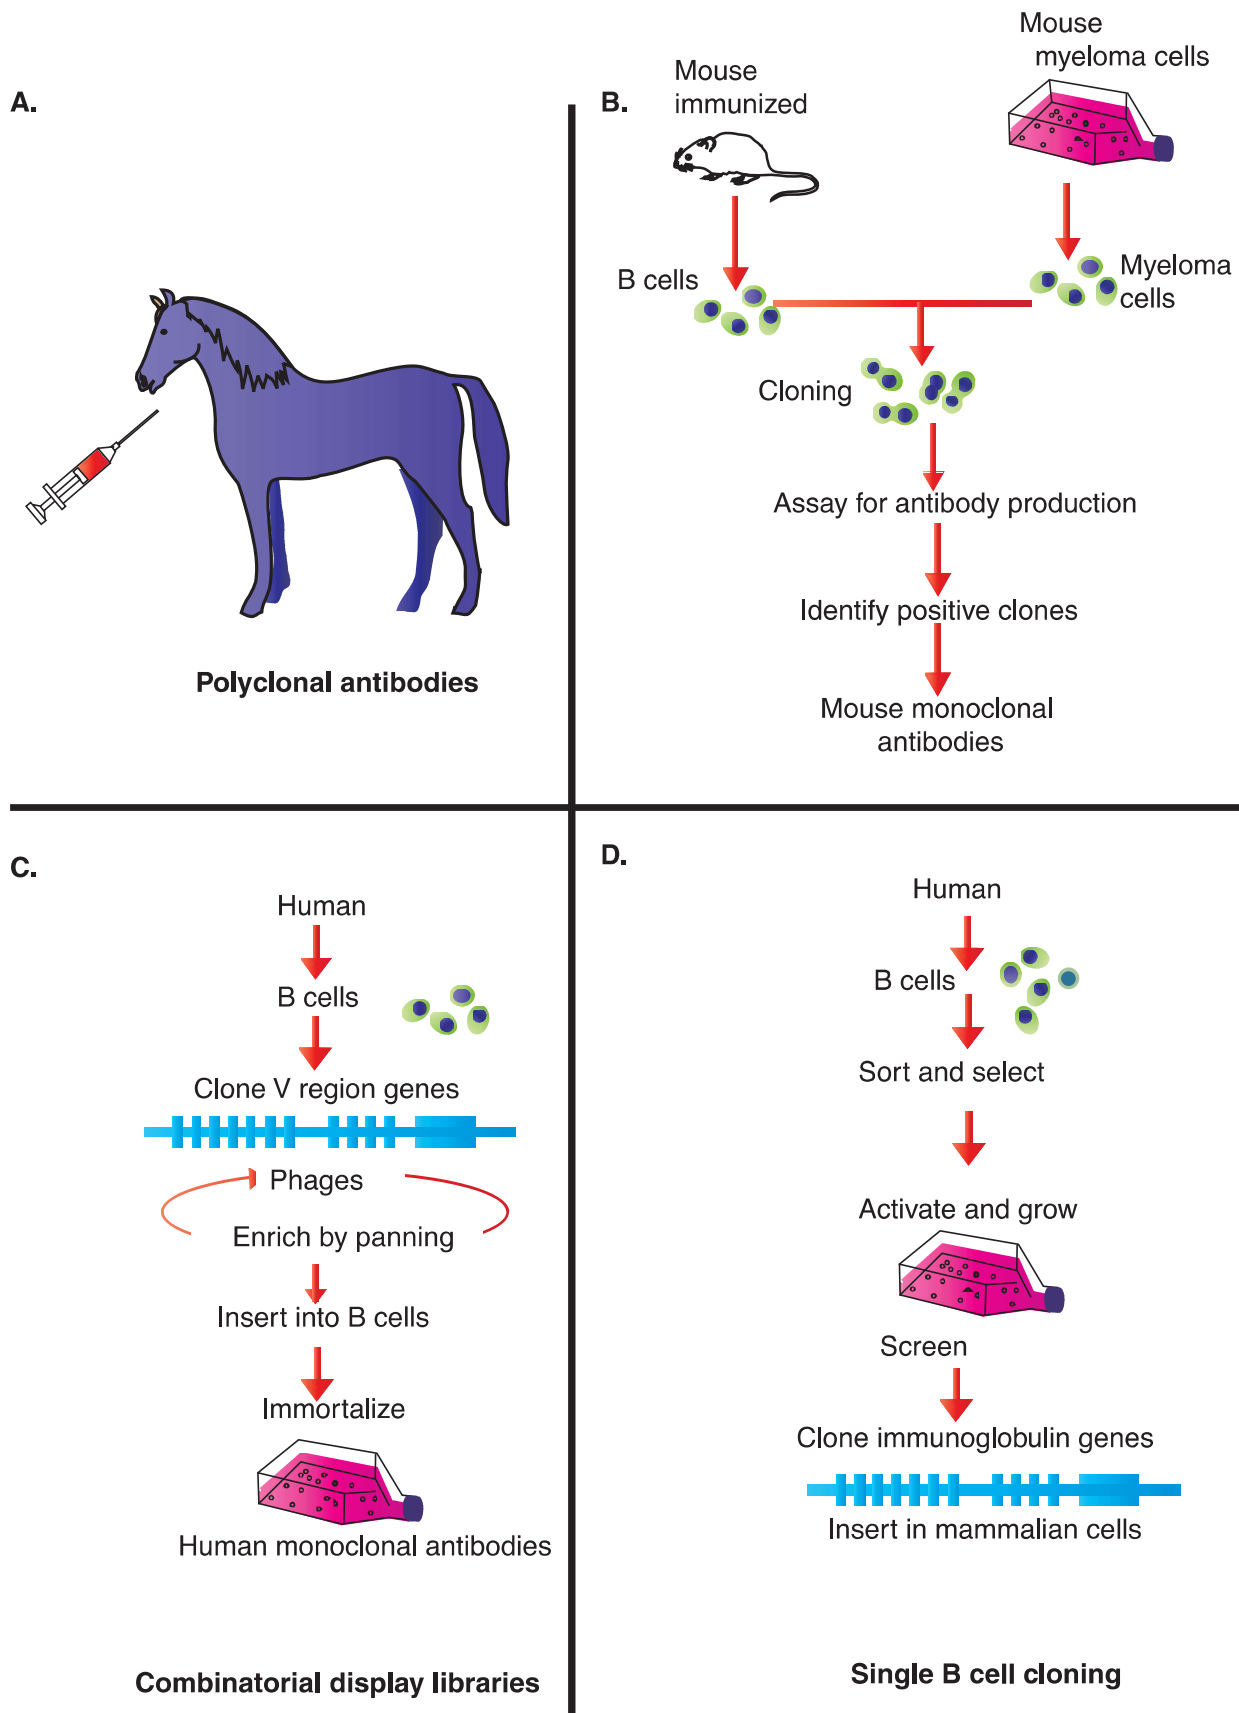 A.
Polyclonal antibodies
B.
Mouse
immunized
Mouse
myeloma cells
B cells
Myeloma
cells
Cloning
Assay for antibody production
Identify positive clones
Mouse monoclonal
antibodies
C.
Human
B cells
Clone V region genes
Phages
Enrich by panning
Insert into B cells
Immortalize
Human monoclonal antibodies
Combinatorial display libraries
D.
Human
B cells
Sort and select
Activate and grow
Screen
Clone immunoglobulin genes
Insert in mammalian cells
Single B cell cloning